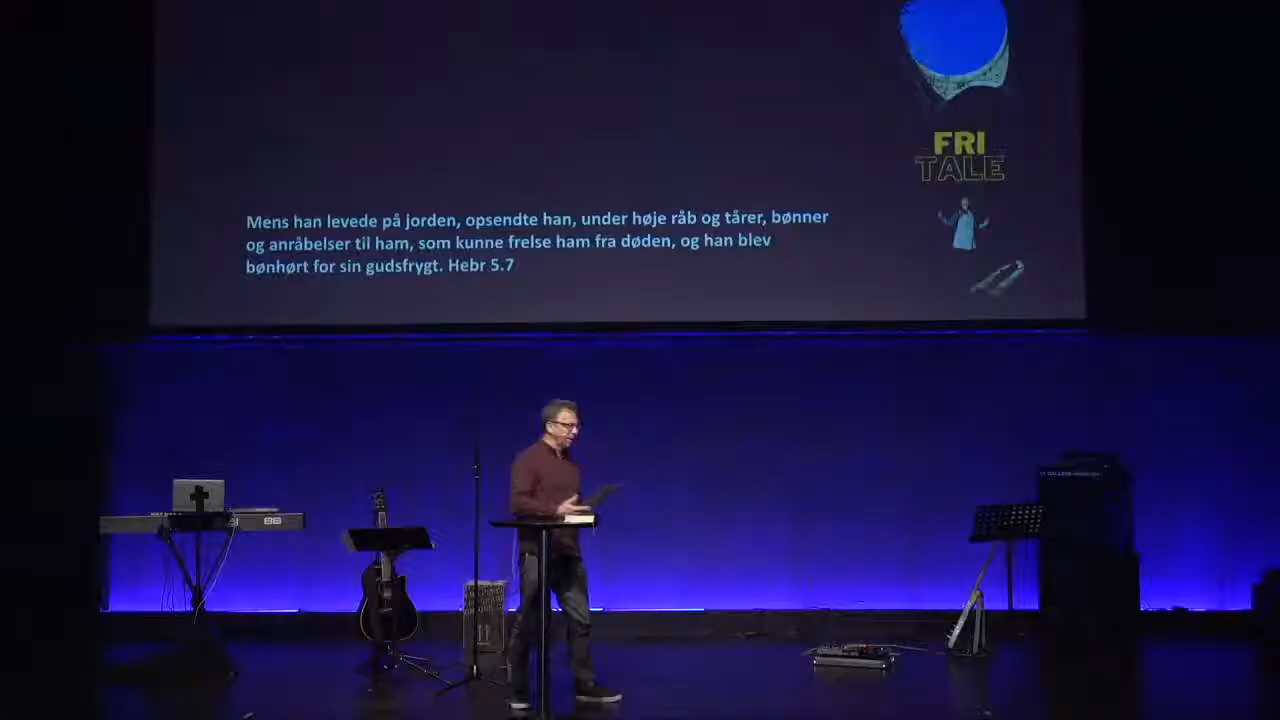 FRI
TALE
Mens han levede på jorden, opsendte han, under høje råb og tårer, bønner
og anråbelser til ham, som kunne frelse ham fra døden, og han blev
bønhørt for sin gudsfrygt. Hebr 5.7
88